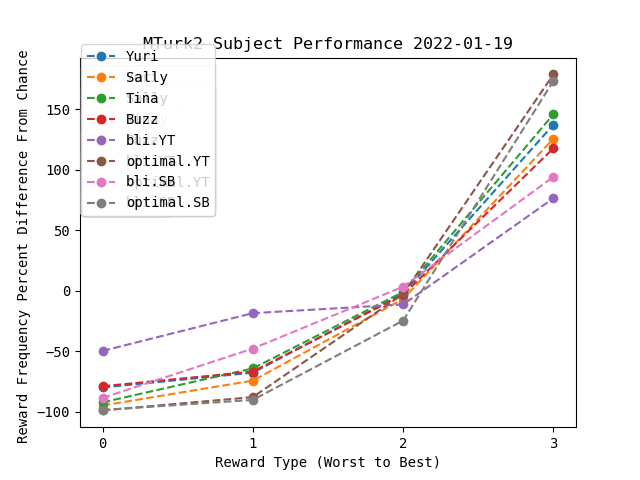 MTurk2 Subject Performance 2022-01-19
Yuri
Sally
Tina
Buzz
bli.YT
optimal.YT
bli.SB
optimal.SB
Reward Frequency Percent Difference From Chance
150
100
50
0
−50
−100
0 1 2 3
Reward Type (Worst to Best)